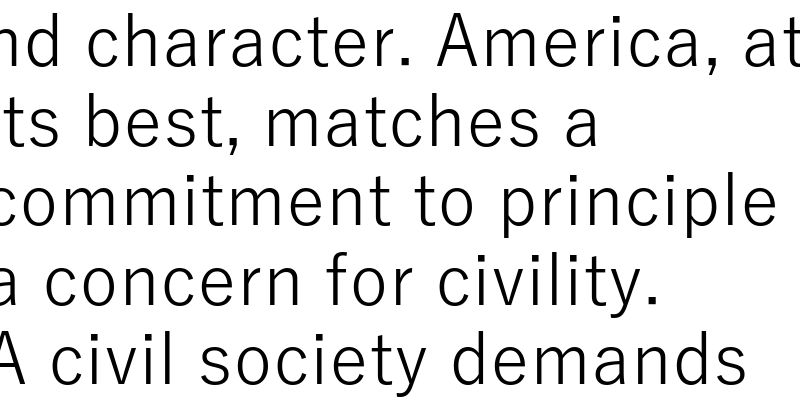 nd character. America, at
ts best, matches a
commitment to principle
a concern for civility.
A civil society demands